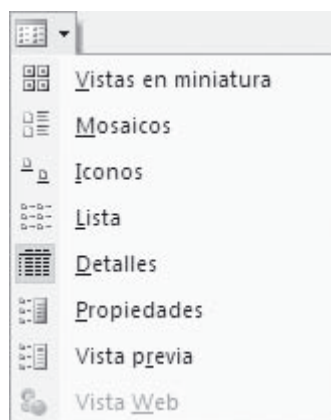 Vistas en miniatura
Mosaicos
Iconos
Lista
Detalles
Propiedades
Vista previa
Vista Web